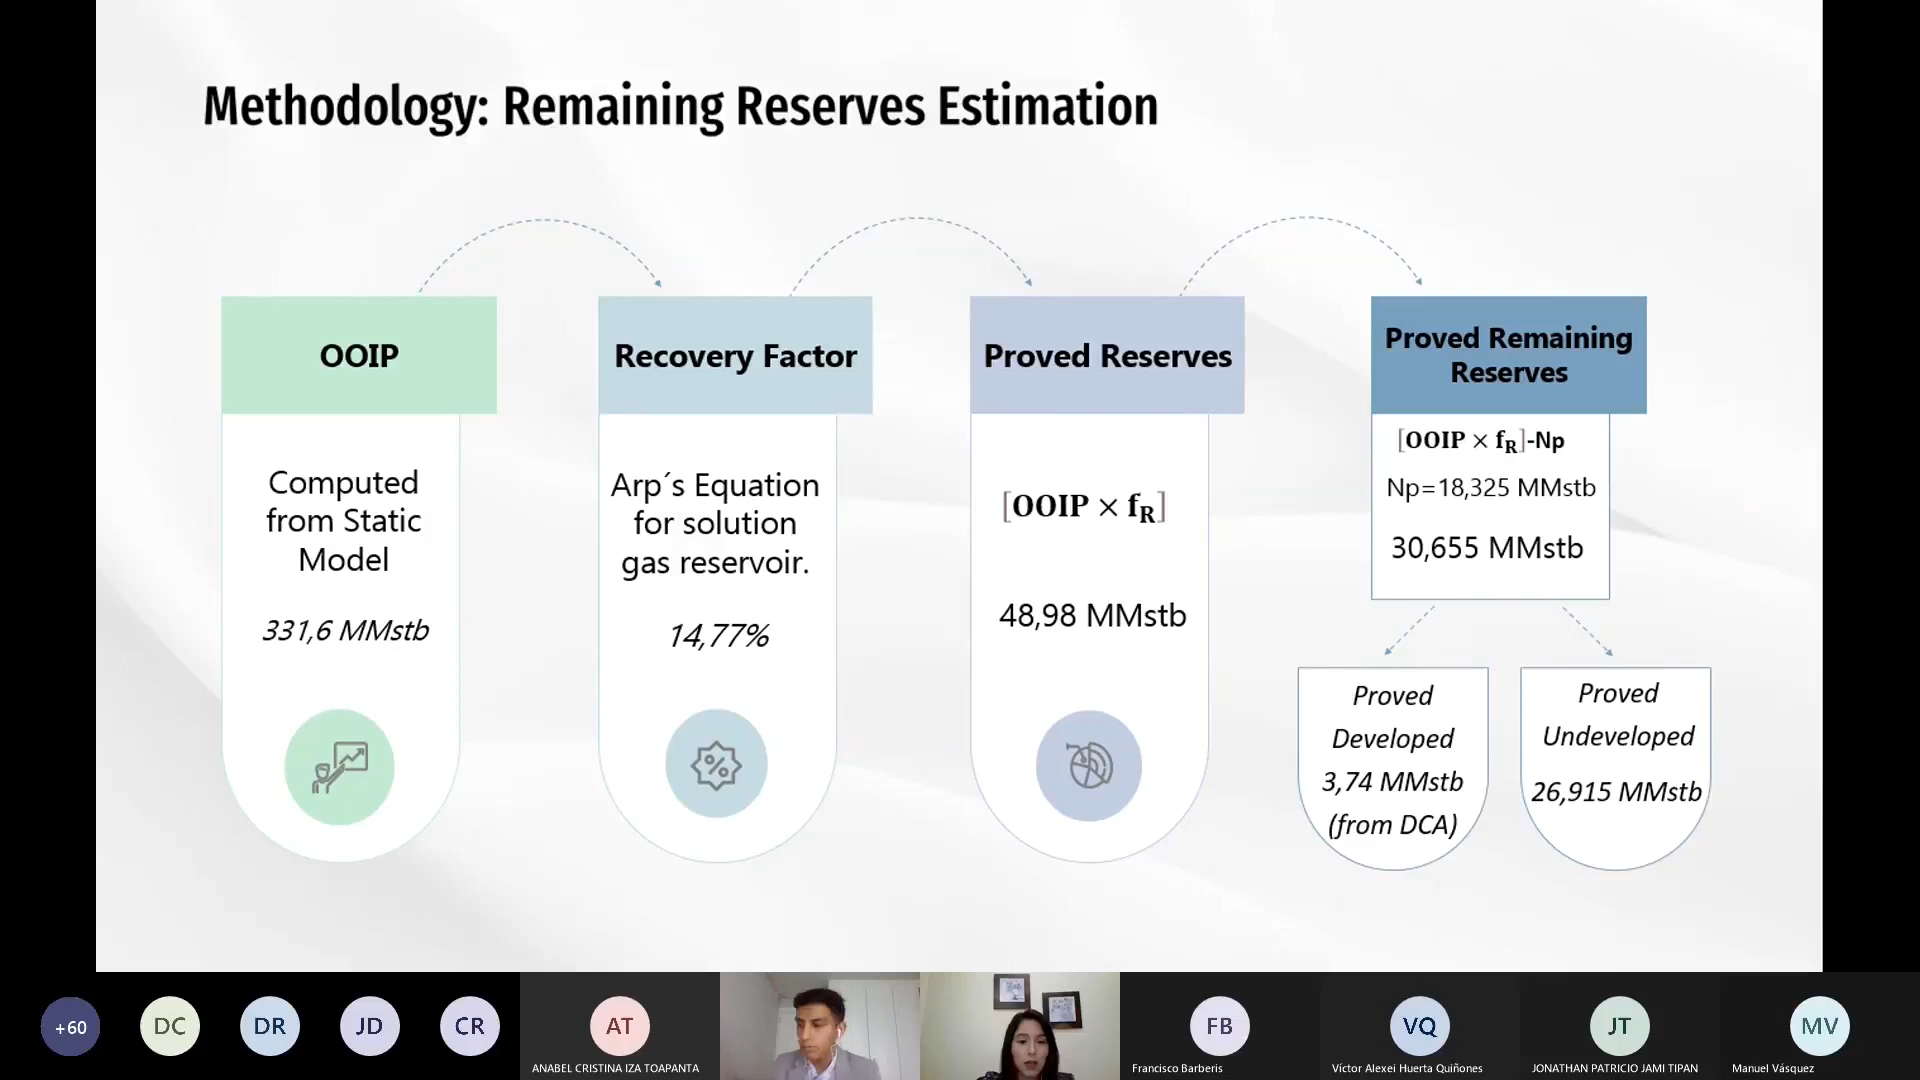 Methodology: Remaining Reserves Estimation
OOIP
Computed
from Static
Model
331,6 MMstb
Recovery Factor
Arp´s Equation
for solution
gas reservoir.
14,77%
Proved Reserves
[OOIP × fR]
48,98 MMstb
Proved Remaining
Reserves
[OOIP × fR]-Np
Np=18,325 MMstb
30,655 MMstb
Proved
Developed
3,74 MMstb
(from DCA)
Proved
Undeveloped
26,915 MMstb
+60
DC
DR
JD
CR
AT
ANABEL CRISTINA IZA TOAPANTA
FB
Francisco Barberis
VQ
Víctor Alexei Huerta Quiñones
JT
JONATHAN PATRICIO JAMI TIPAN
MV
Manuel Vásquez